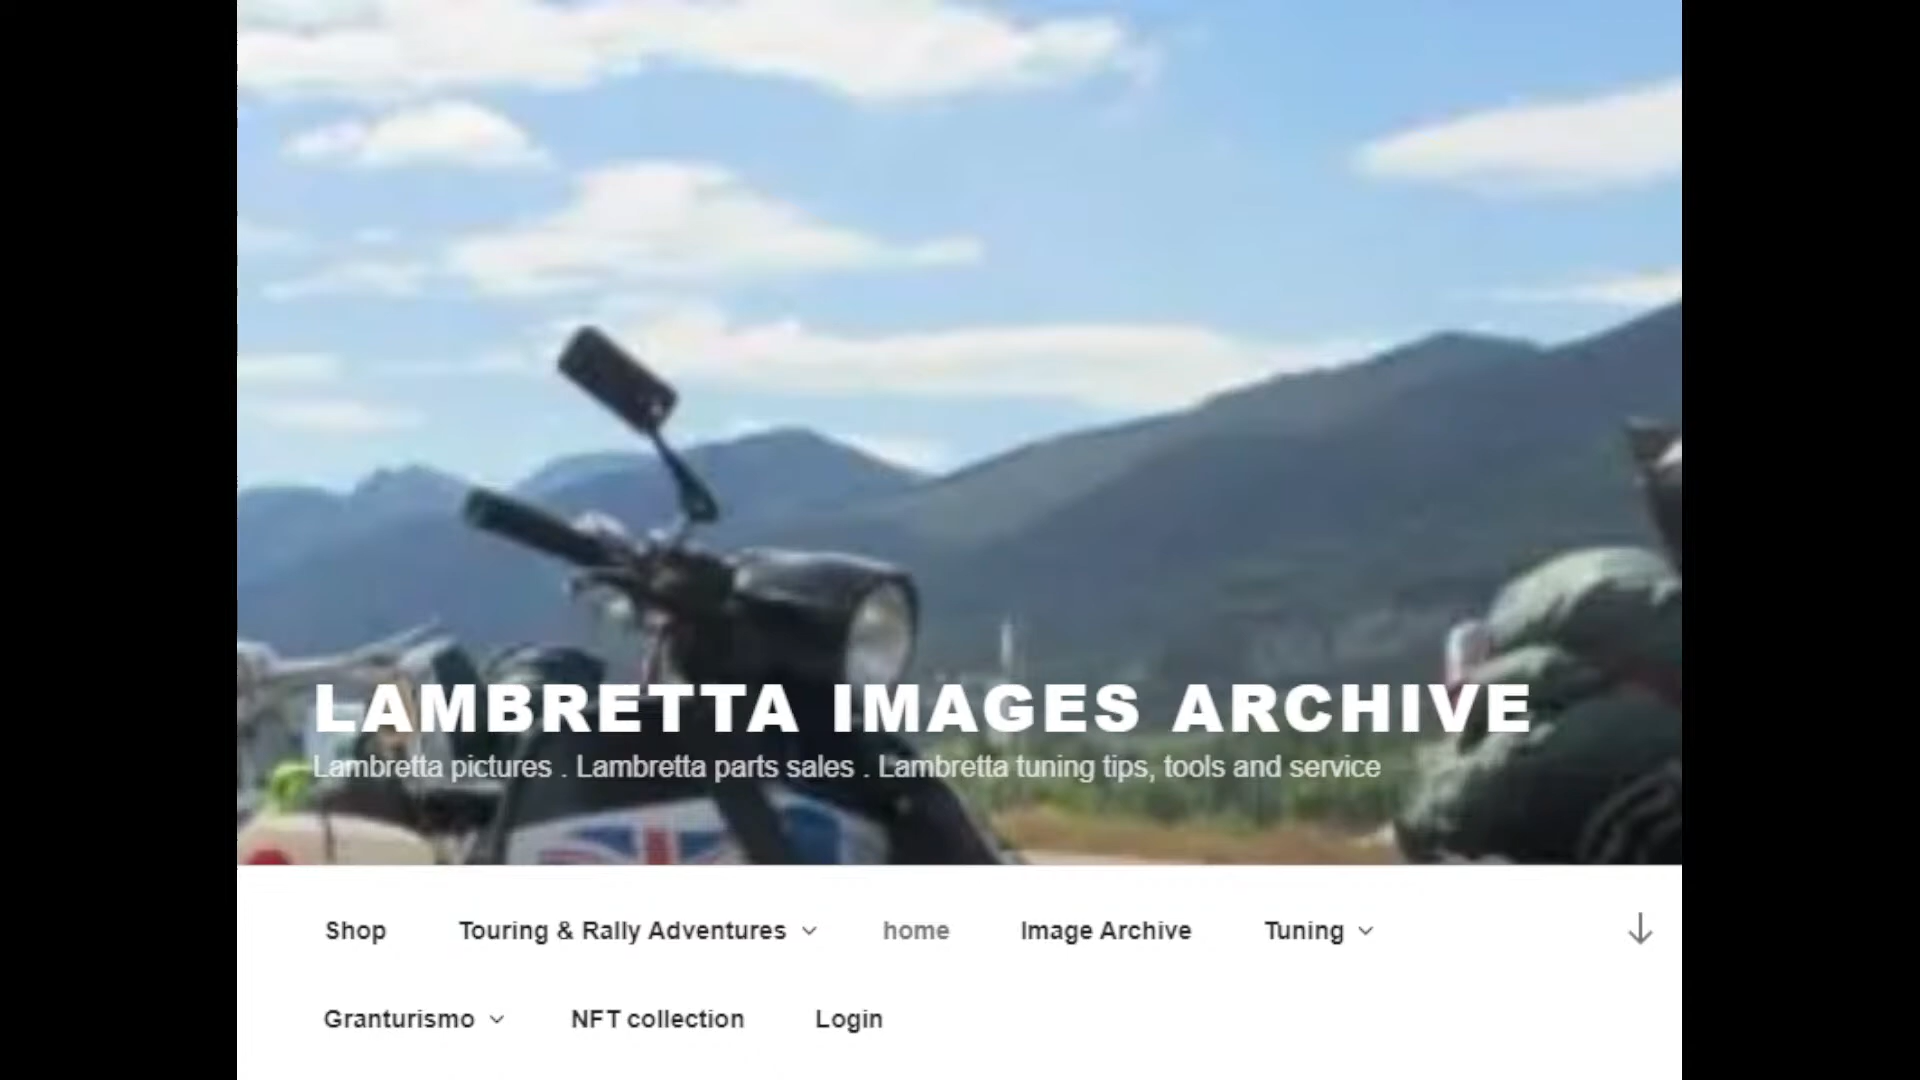 LAMBRETTA IMAGES ARCHIVE
Lambretta pictures . Lambretta parts sales . Lambretta tuning tips, tools and service
Shop Touring & Rally Adventures home Image Archive Tuning
Granturismo NFT collection Login